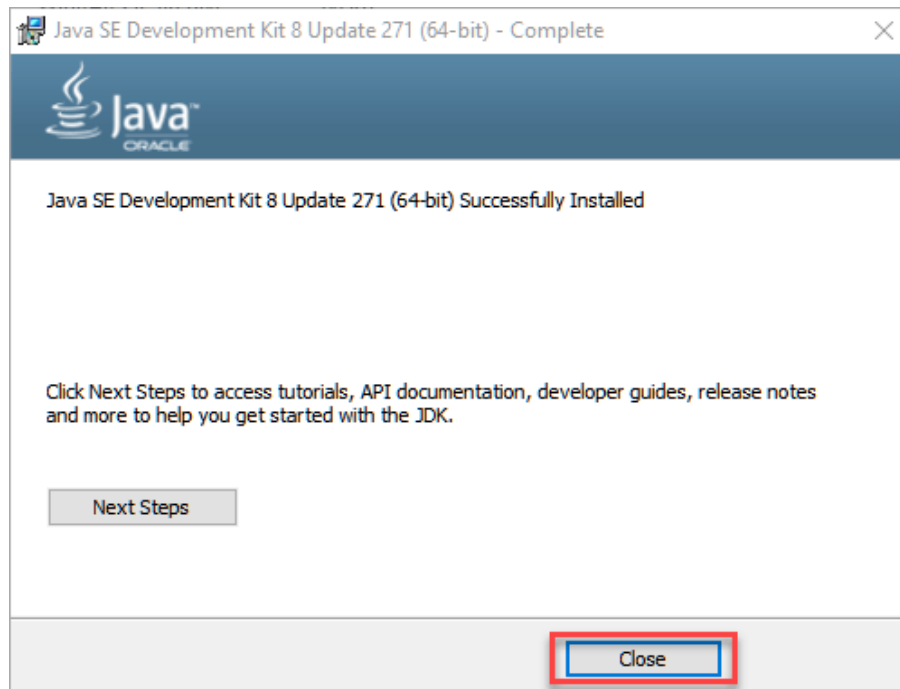 Java SE Development Kit 8 Update 271 (64-bit) - Complete
Java™
ORACLE
Java SE Development Kit 8 Update 271 (64-bit) Successfully Installed
Click Next Steps to access tutorials, API documentation, developer guides, release notes
and more to help you get started with the JDK.
Next Steps
Close